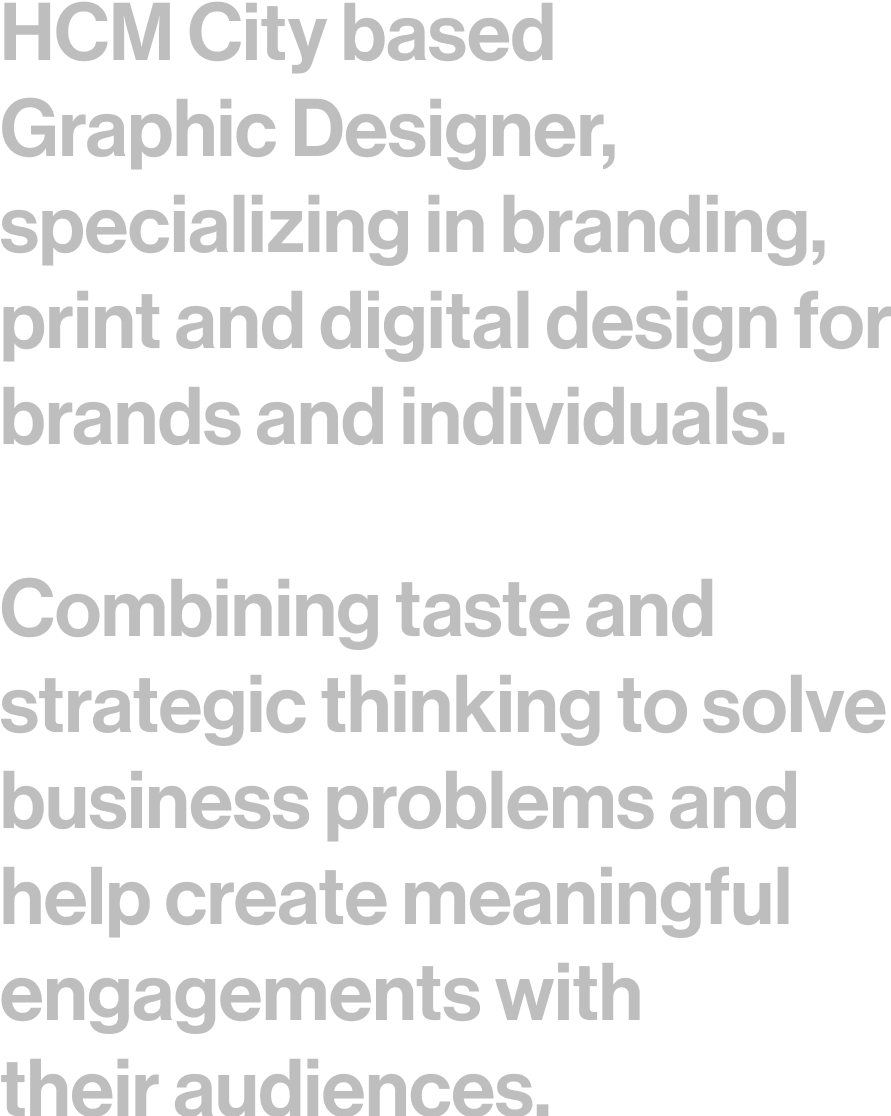 HCM City based
Graphic Designer,
specializing in branding,
print and digital design for
brands and individuals.
Combining taste and
strategic thinking to solve
business problems and
help create meaningful
engagements with
their audiences.